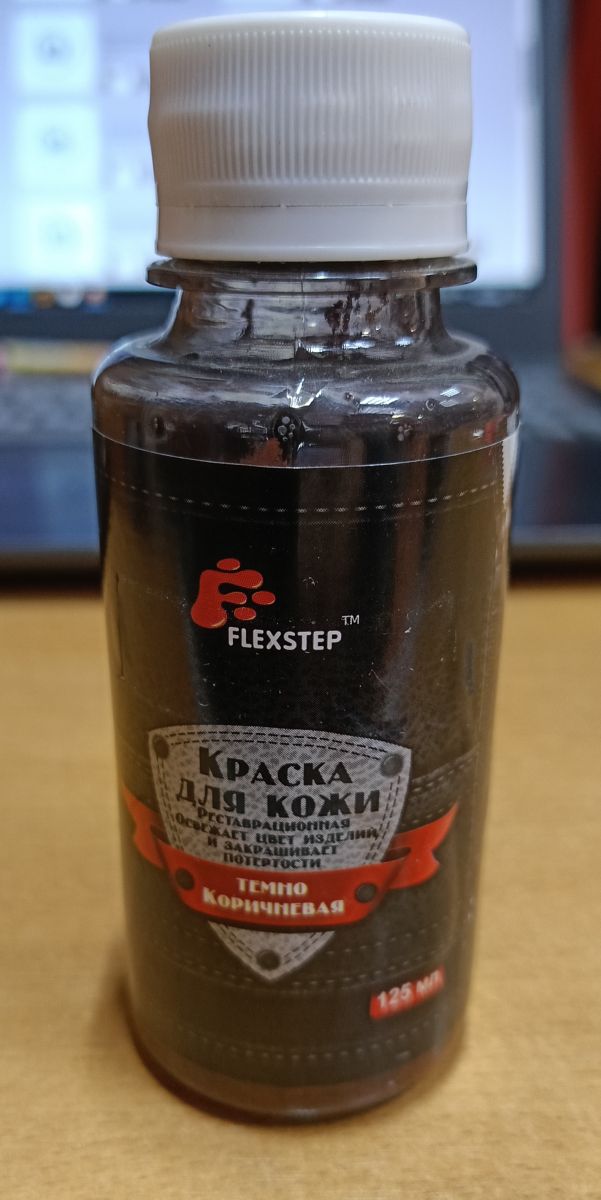 FLEXSTEP™
КРАСКА
ДЛЯ КОЖИ
РЕСТАВРАЦИОННАЯ
ОСВЕЖАЕТ ЦВЕТ ИЗДЕЛИЙ
И ЗАКРАШИВАЕТ
ПОТЕРТОСТИ
ТЕМНО
КОРИЧНЕВАЯ
125 МЛ